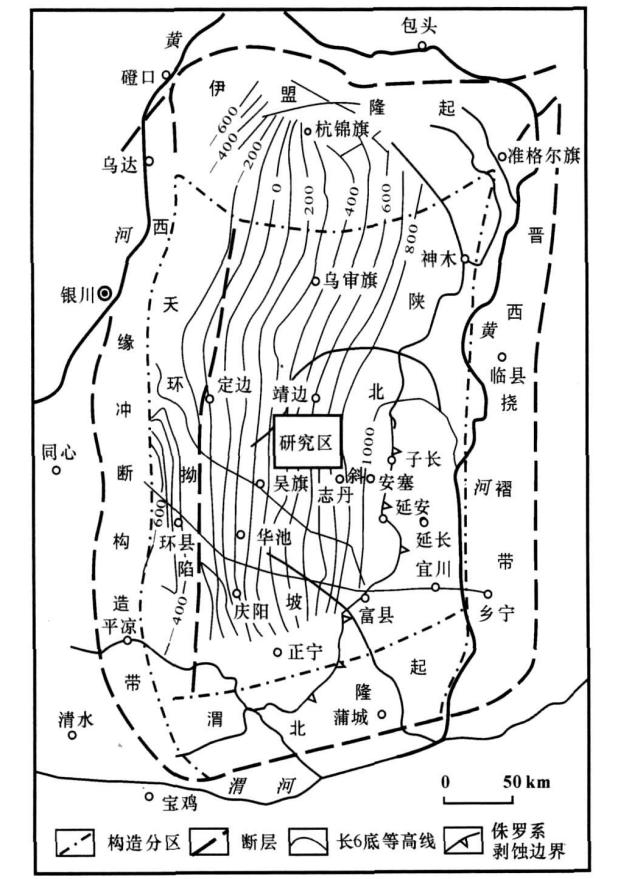 包头
黄
磴口
伊盟隆起
600
400
200
0
200
400
600
800
杭锦旗
准格尔旗
乌达
河
西缘冲断构造带
晋西挠褶带
神木
银川
天环拗陷
乌审旗
陕北斜坡
黄
临县
定边
靖边
研究区
1000
子长
同心
吴旗
志丹
安塞
河
600
延安
环县
华池
延长
宜川
400
庆阳
富县
乡宁
平凉
正宁
渭北隆起
清水
蒲城
渭河
宝鸡
0 50 km
构造分区
断层
长6底等高线
侏罗系
剥蚀边界